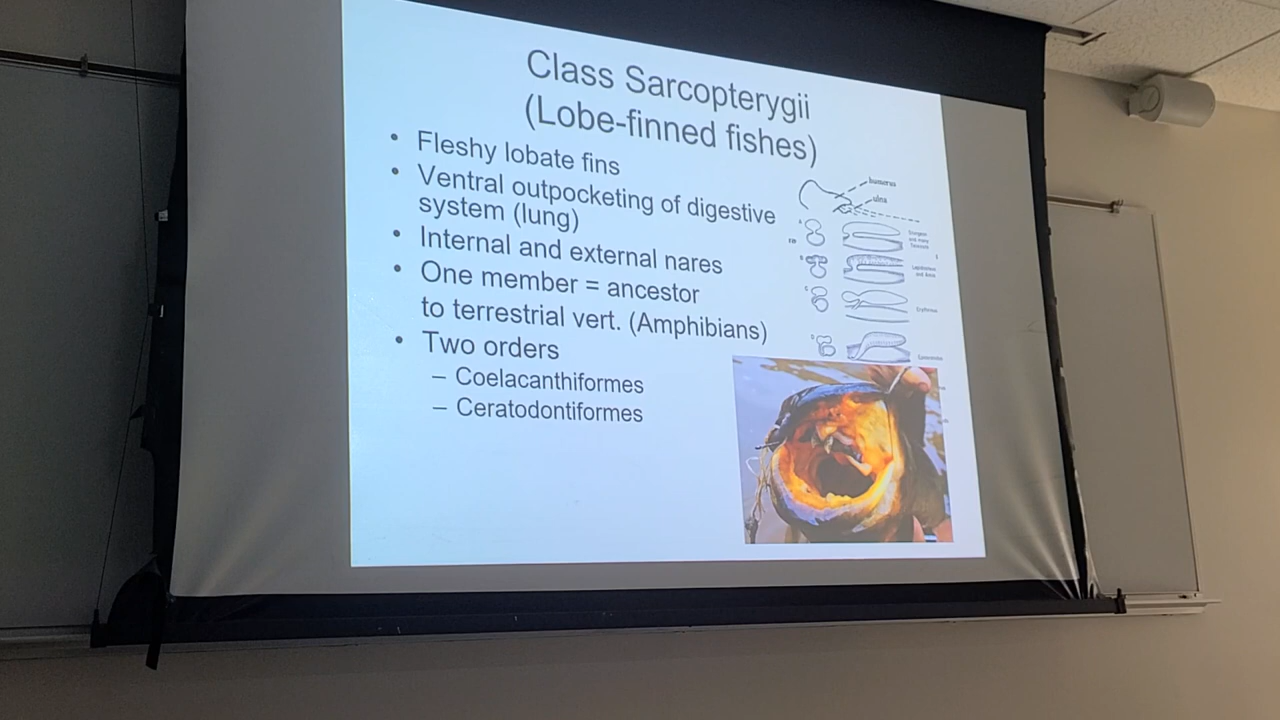 Class Sarcopterygii
(Lobe-finned fishes)
• Fleshy lobate fins
• Ventral outpocketing of digestive
system (lung)
• Internal and external nares
• One member = ancestor
to terrestrial vert. (Amphibians)
• Two orders
– Coelacanthiformes
– Ceratodontiformes
humerus
ulna